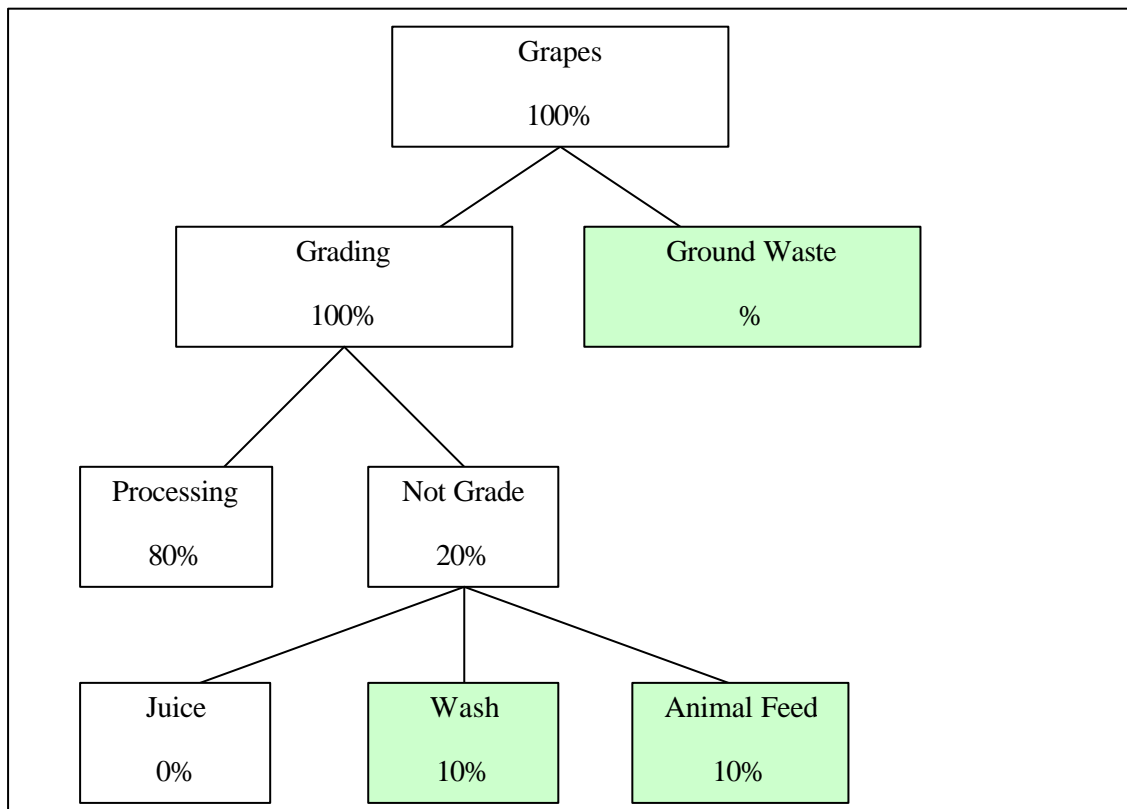 Grapes
100%
Grading
100%
Ground Waste
%
Processing
80%
Not Grade
20%
Juice
0%
Wash
10%
Animal Feed
10%